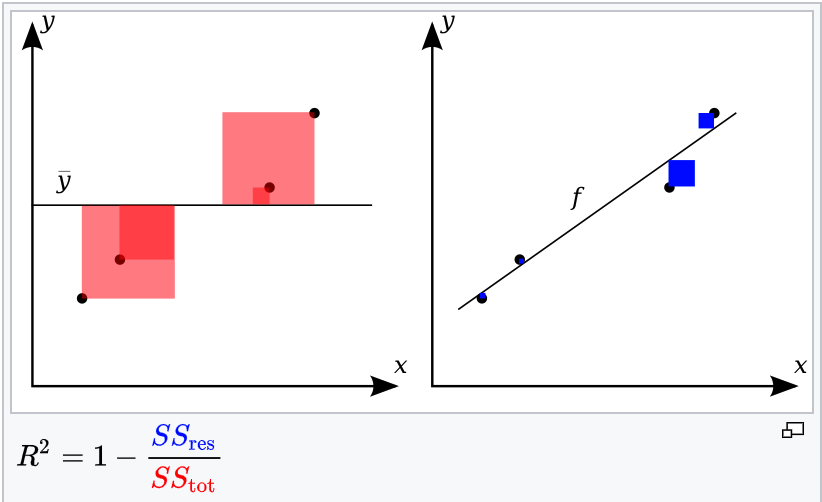 y
y
ȳ
f
x
x
R² = 1 − SS_res / SS_tot